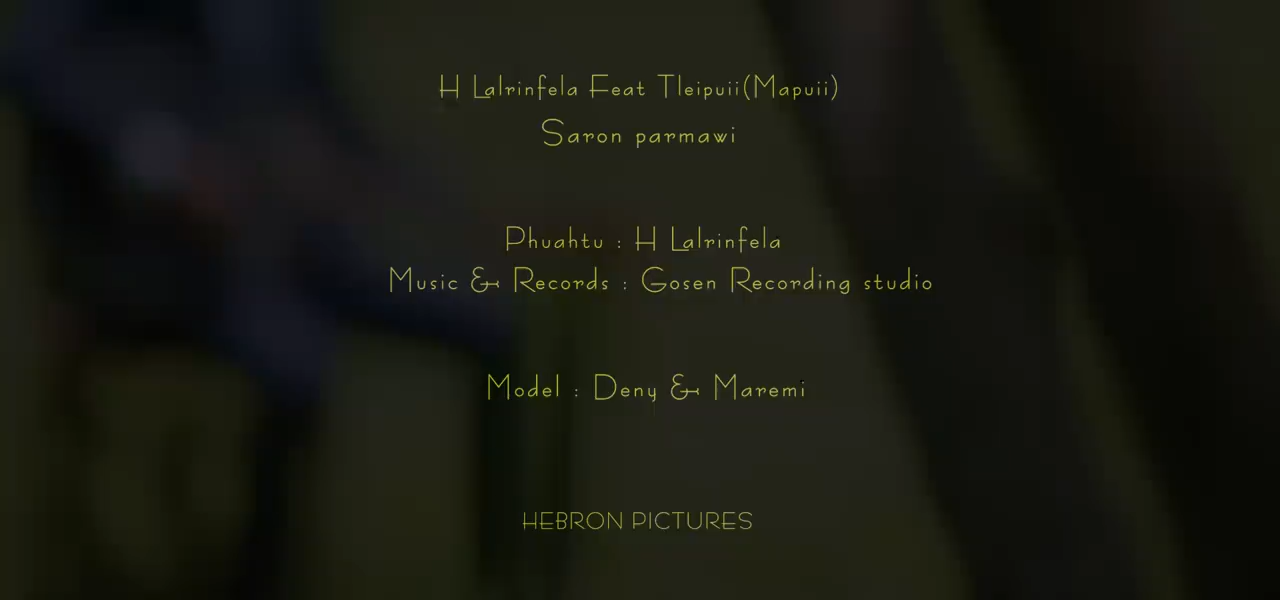 H Lalrinfela Feat Tleipuii(Mapuii)
Saron parmawi
Phuahtu : H Lalrinfela
Music & Records : Gosen Recording studio
Model : Deny & Maremi
HEBRON PICTURES